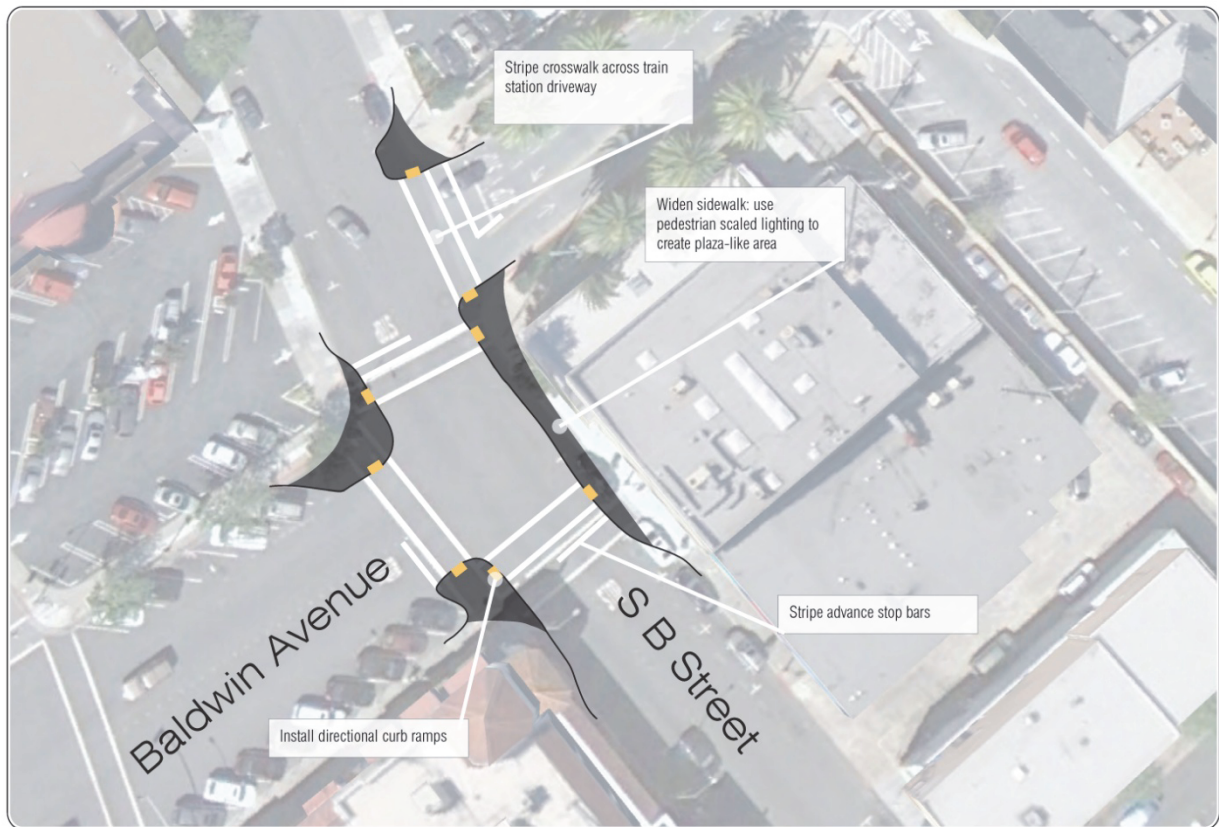 Stripe crosswalk across train
station driveway
Widen sidewalk: use
pedestrian scaled lighting to
create plaza-like area
Stripe advance stop bars
S B Street
Baldwin Avenue
Install directional curb ramps